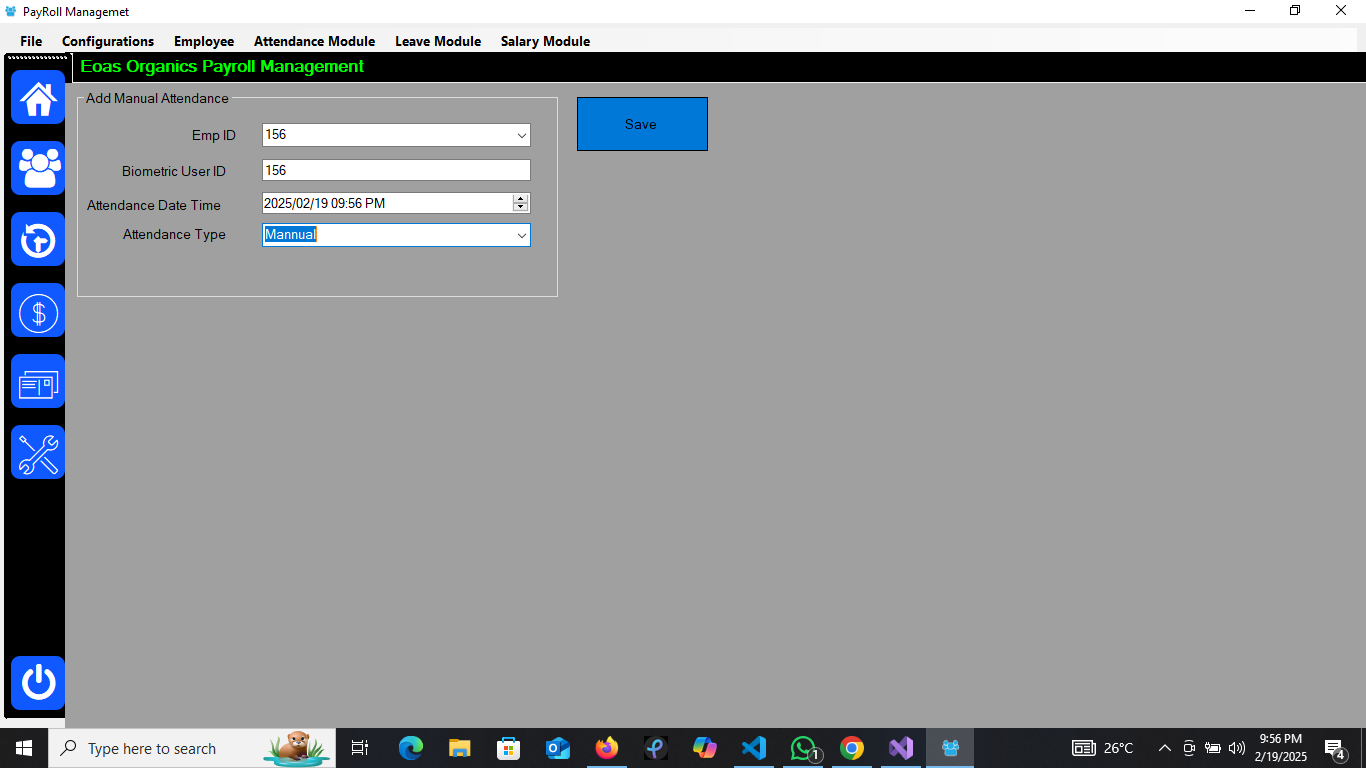 PayRoll Managemet
File Configurations Employee Attendance Module Leave Module Salary Module
Eoas Organics Payroll Management
Add Manual Attendance
Emp ID 156
Save
Biometric User ID 156
Attendance Date Time 2025/02/19 09:56 PM
Attendance Type Mannual
Type here to search
1
26°C
9:56 PM
2/19/2025
4